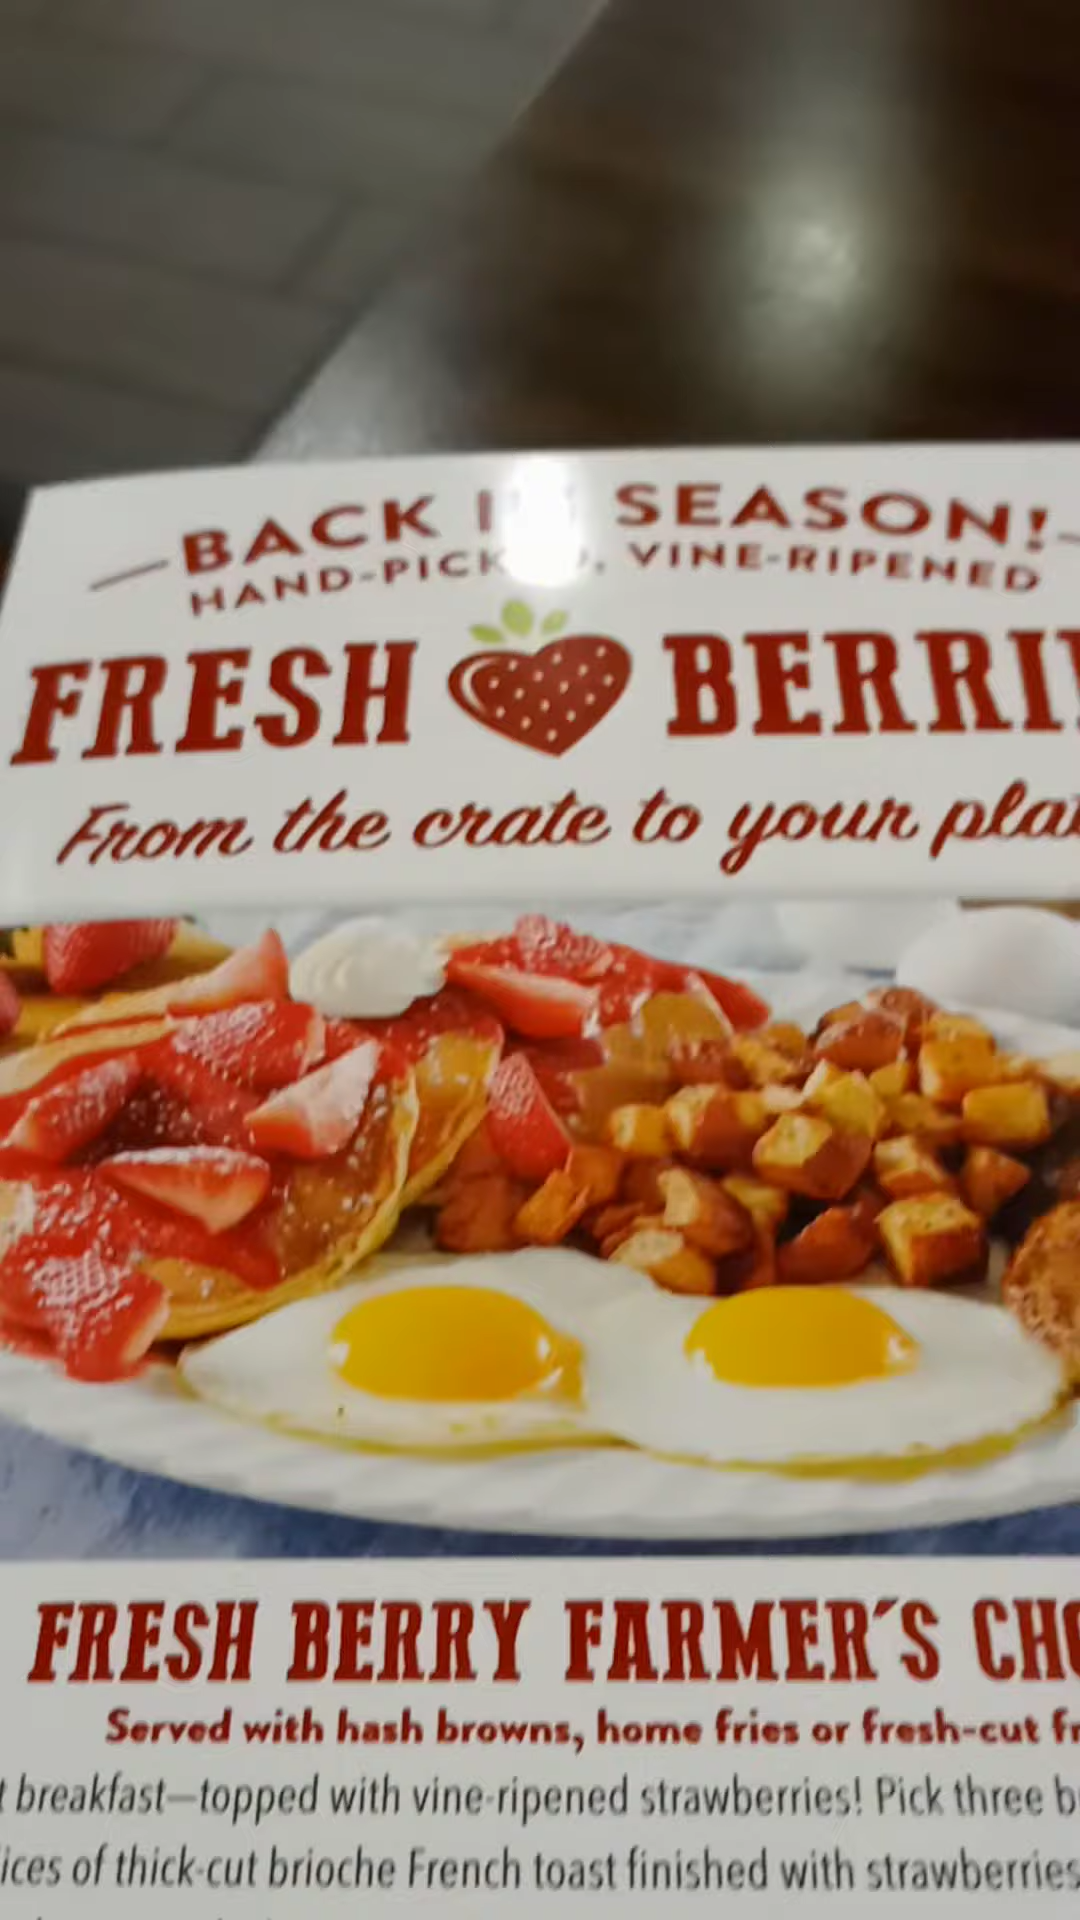 BACK SEASON!
VINE-RIPENED
FRESH
From the crate to your
FRESH BERRY FARMER'S
Served with hash browns, home fries or fresh-cut
breakfast—topped with vine-ripened strawberries! Pick three
of thick-cut brioche French toast finished with strawberries